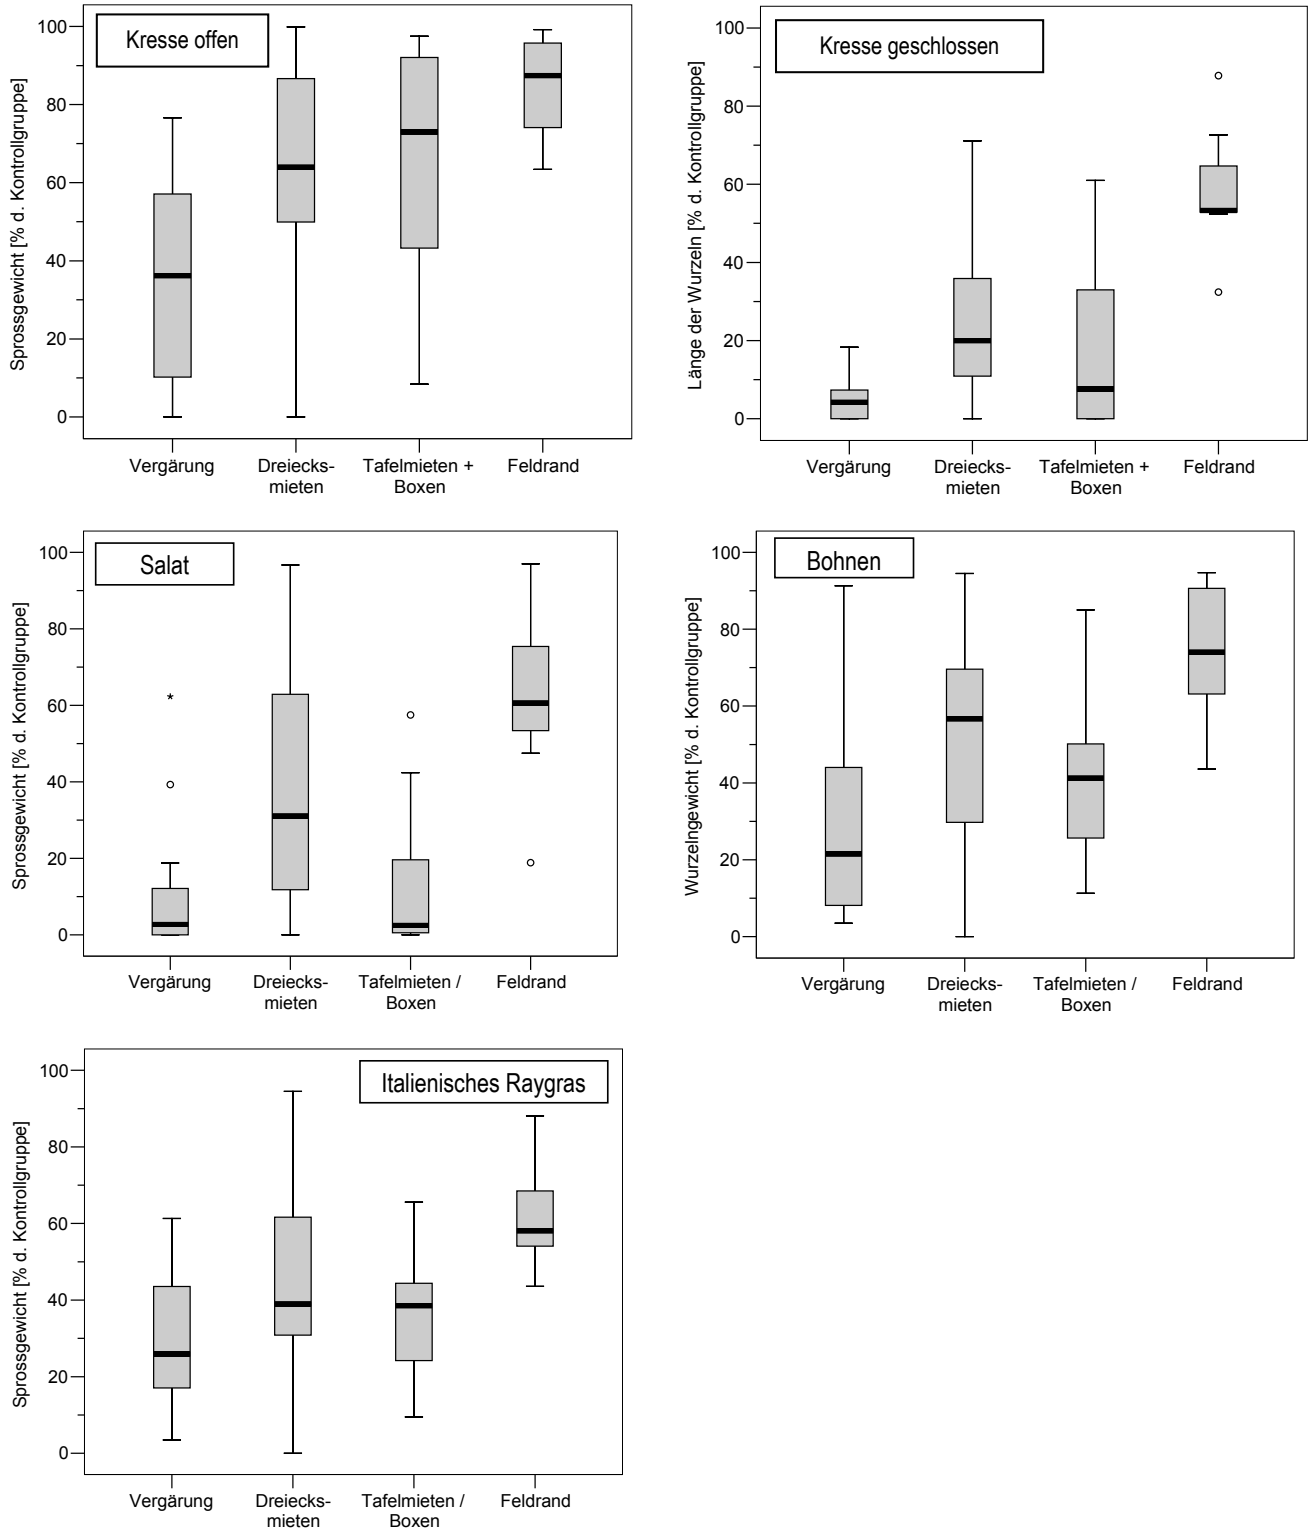 Kresse offen
Sprossgewicht [% d. Kontrollgruppe]
100
80
60
40
20
0
Vergärung
Dreiecks-
mieten
Tafelmieten +
Boxen
Feldrand
Kresse geschlossen
Länge der Wurzeln [% d. Kontrollgruppe]
100
80
60
40
20
0
Vergärung
Dreiecks-
mieten
Tafelmieten +
Boxen
Feldrand
Salat
Sprossgewicht [% d. Kontrollgruppe]
100
80
60
40
20
0
Vergärung
Dreiecks-
mieten
Tafelmieten /
Boxen
Feldrand
Bohnen
Wurzelngewicht [% d. Kontrollgruppe]
100
80
60
40
20
0
Vergärung
Dreiecks-
mieten
Tafelmieten /
Boxen
Feldrand
Italienisches Raygras
Sprossgewicht [% d. Kontrollgruppe]
100
80
60
40
20
0
Vergärung
Dreiecks-
mieten
Tafelmieten /
Boxen
Feldrand